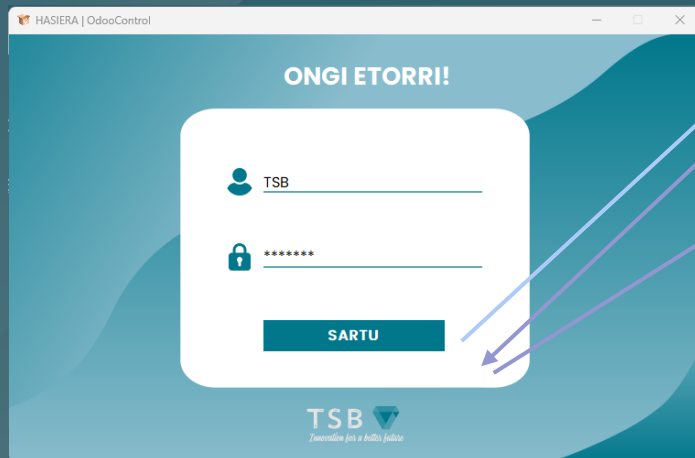 HASIERA | OdooControl
ONGI ETORRI!
TSB
*******
SARTU
TSB
Innovation for a better future